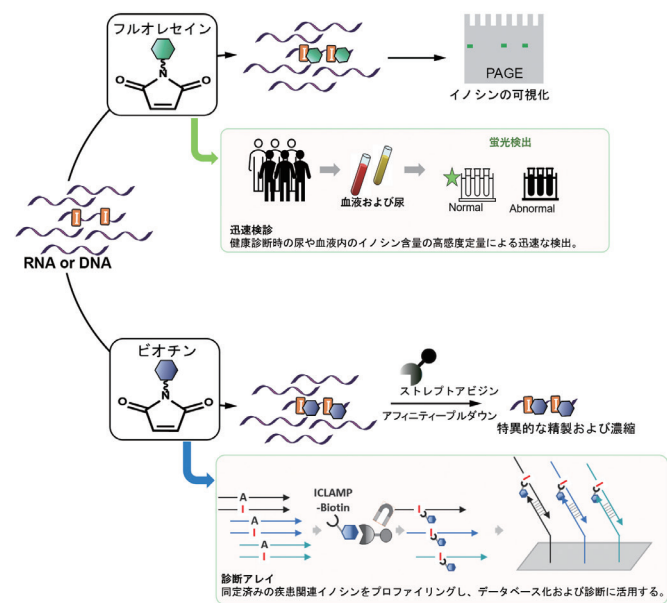 フルオレセイン
N
O
O
PAGE
イノシンの可視化
I
I
蛍光検出
血液および尿
Normal
Abnormal
迅速検診
健康診断時の尿や血液内のイノシン含量の高感度定量による迅速な検出。
I
I
RNA or DNA
ビオチン
N
O
O
I
I
ストレプトアビジン
アフィニティープルダウン
I
I
特異的な精製および濃縮
A
I
A
I
A
I
ICLAMP
-Biotin
I
I
I
I
I
I
診断アレイ
同定済みの疾患関連イノシンをプロファイリングし、データベース化および診断に活用する。